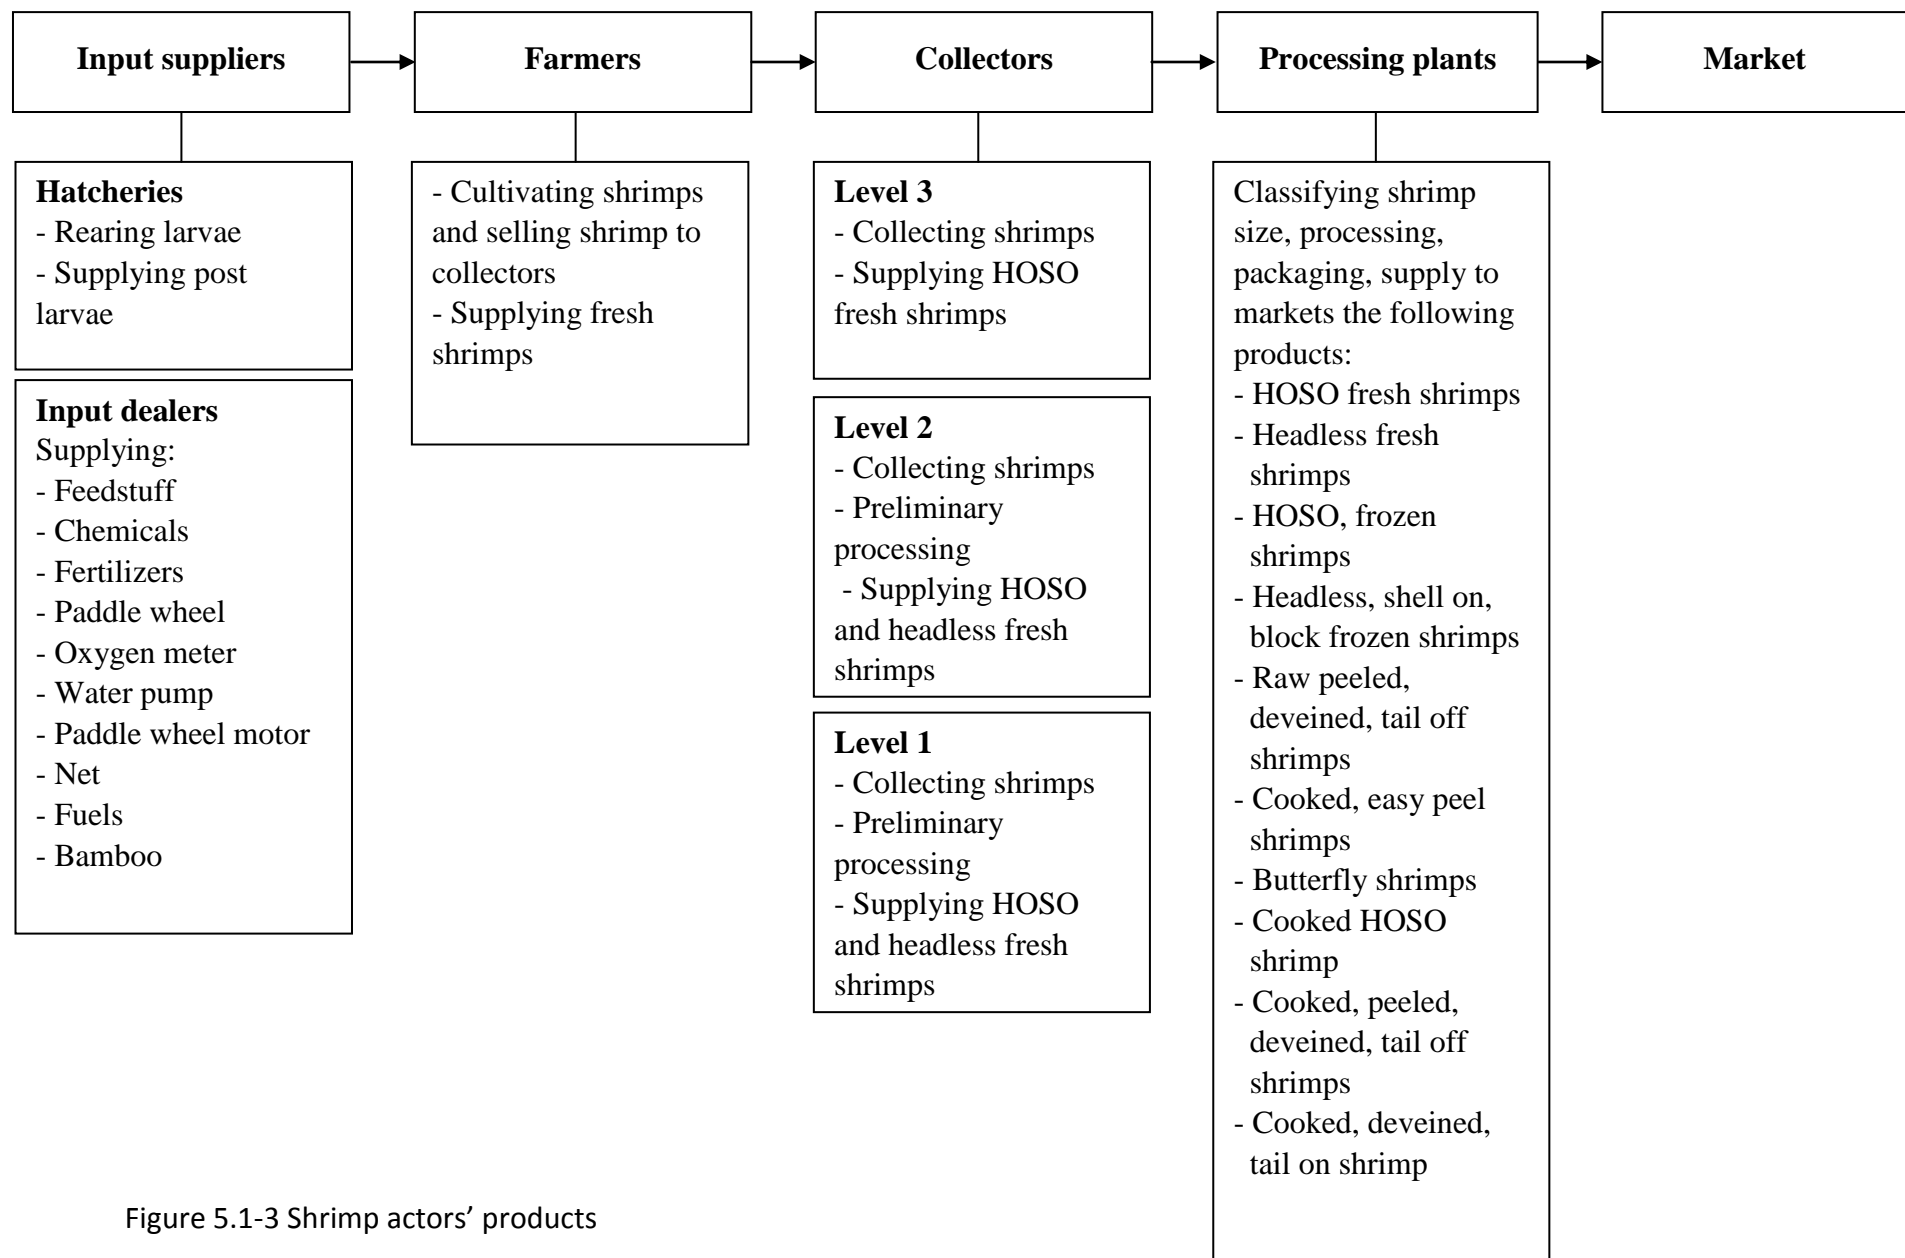 Input suppliers
Farmers
Collectors
Processing plants
Market
Hatcheries
- Rearing larvae
- Supplying post
larvae
Input dealers
Supplying:
- Feedstuff
- Chemicals
- Fertilizers
- Paddle wheel
- Oxygen meter
- Water pump
- Paddle wheel motor
- Net
- Fuels
- Bamboo
- Cultivating shrimps
and selling shrimp to
collectors
- Supplying fresh
shrimps
Level 3
- Collecting shrimps
- Supplying HOSO
fresh shrimps
Level 2
- Collecting shrimps
- Preliminary
processing
- Supplying HOSO
and headless fresh
shrimps
Level 1
- Collecting shrimps
- Preliminary
processing
- Supplying HOSO
and headless fresh
shrimps
Classifying shrimp
size, processing,
packaging, supply to
markets the following
products:
- HOSO fresh shrimps
- Headless fresh
shrimps
- HOSO, frozen
shrimps
- Headless, shell on,
block frozen shrimps
- Raw peeled,
deveined, tail off
shrimps
- Cooked, easy peel
shrimps
- Butterfly shrimps
- Cooked HOSO
shrimp
- Cooked, peeled,
deveined, tail off
shrimps
- Cooked, deveined,
tail on shrimp
Figure 5.1-3 Shrimp actors’ products